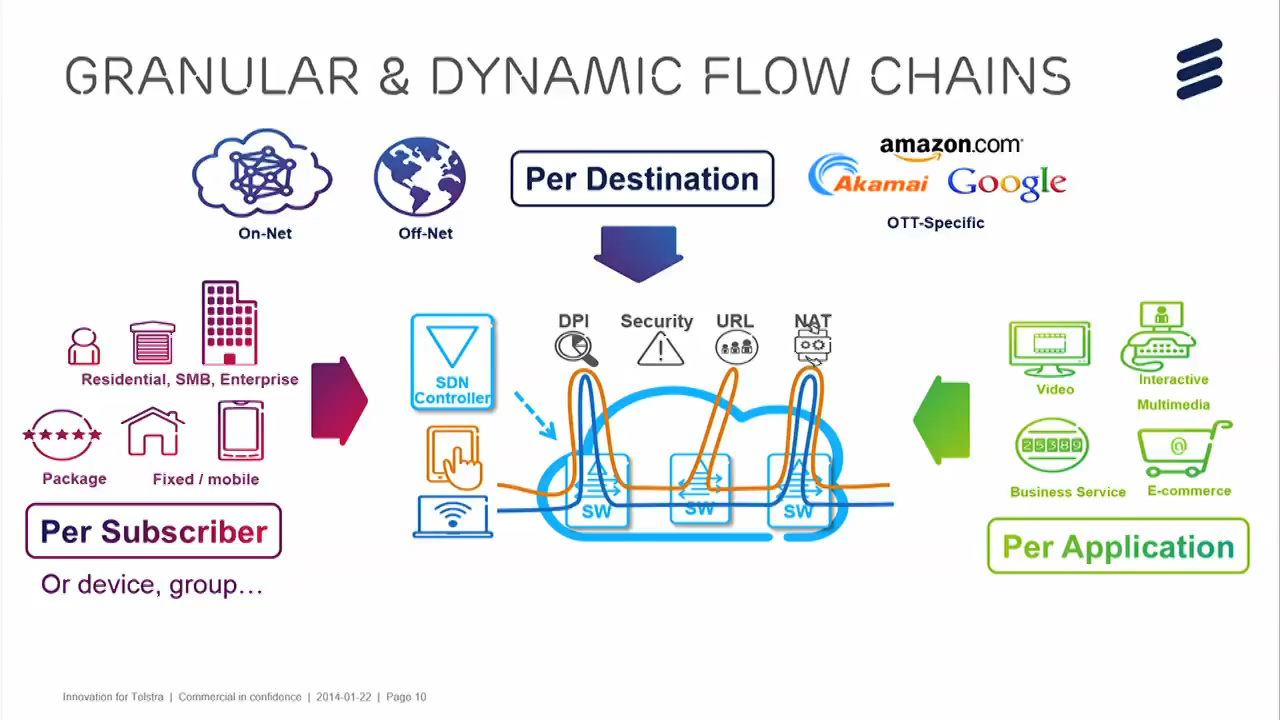 GRANULAR & DYNAMIC FLOW CHAINS
On-Net
Off-Net
Per Destination
amazon.com
Akamai
Google
OTT-Specific
Residential, SMB, Enterprise
Package
Fixed / mobile
Per Subscriber
Or device, group...
SDN
Controller
DPI
Security
URL
NAT
SW
SW
SW
Video
Interactive
Multimedia
25389
@
Business Service
E-commerce
Per Application
Innovation for Telstra | Commercial in confidence | 2014-01-22 | Page 10